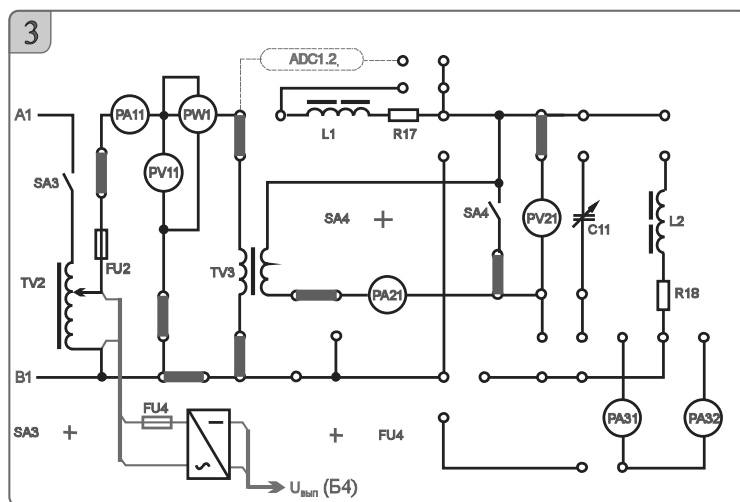 3
ADC1.2,
A1
PA11
PW1
L1
R17
SA3
PV11
SA4
SA4
PV21
C11
L2
FU2
TV2
TV3
PA21
R18
B1
FU4
PA31
PA32
SA3
FU4
Uвып (Б4)